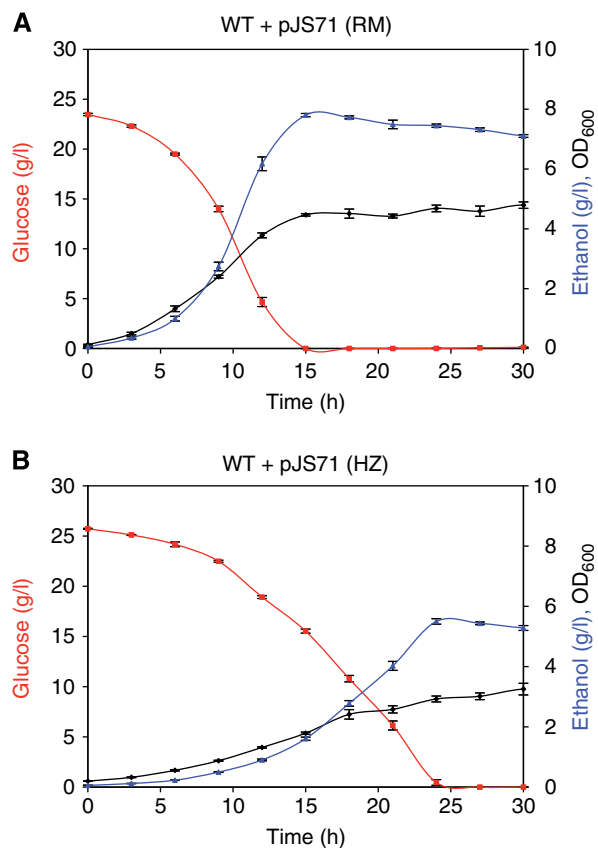 A
WT + pJS71 (RM)
30
25
20
15
10
5
0
Glucose (g/l)
10
8
6
4
2
0
Ethanol (g/l), OD600
0 5 10 15 20 25 30
Time (h)
B
WT + pJS71 (HZ)
30
25
20
15
10
5
0
Glucose (g/l)
10
8
6
4
2
0
Ethanol (g/l), OD600
0 5 10 15 20 25 30
Time (h)